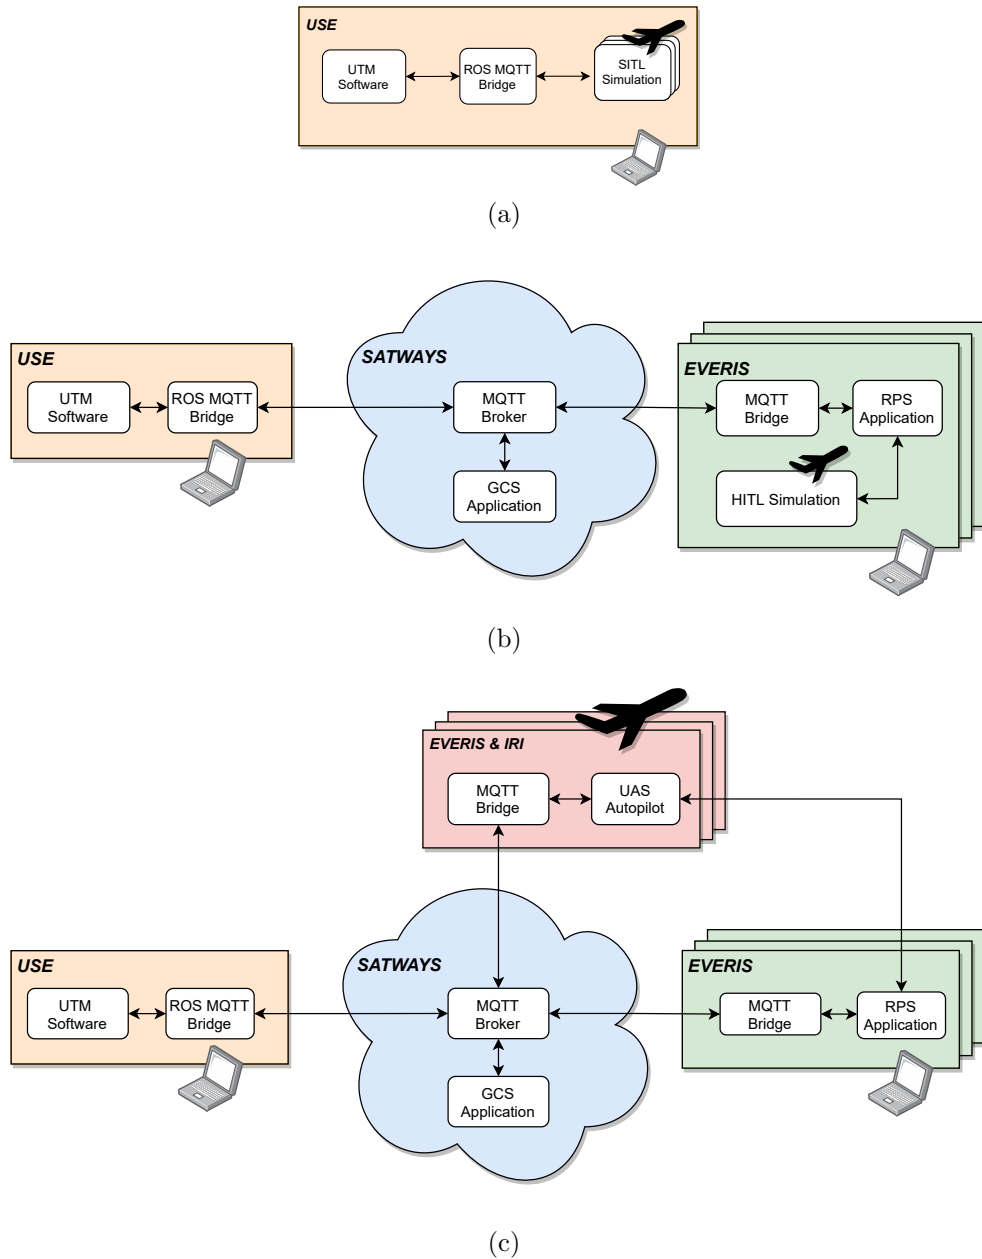 USE
UTM
Software
ROS MQTT
Bridge
SITL
Simulation
(a)
USE
UTM
Software
ROS MQTT
Bridge
SATWAYS
MQTT
Broker
GCS
Application
EVERIS
MQTT
Bridge
RPS
Application
HITL Simulation
(b)
EVERIS & IRI
MQTT
Bridge
UAS
Autopilot
USE
UTM
Software
ROS MQTT
Bridge
SATWAYS
MQTT
Broker
GCS
Application
EVERIS
MQTT
Bridge
RPS
Application
(c)